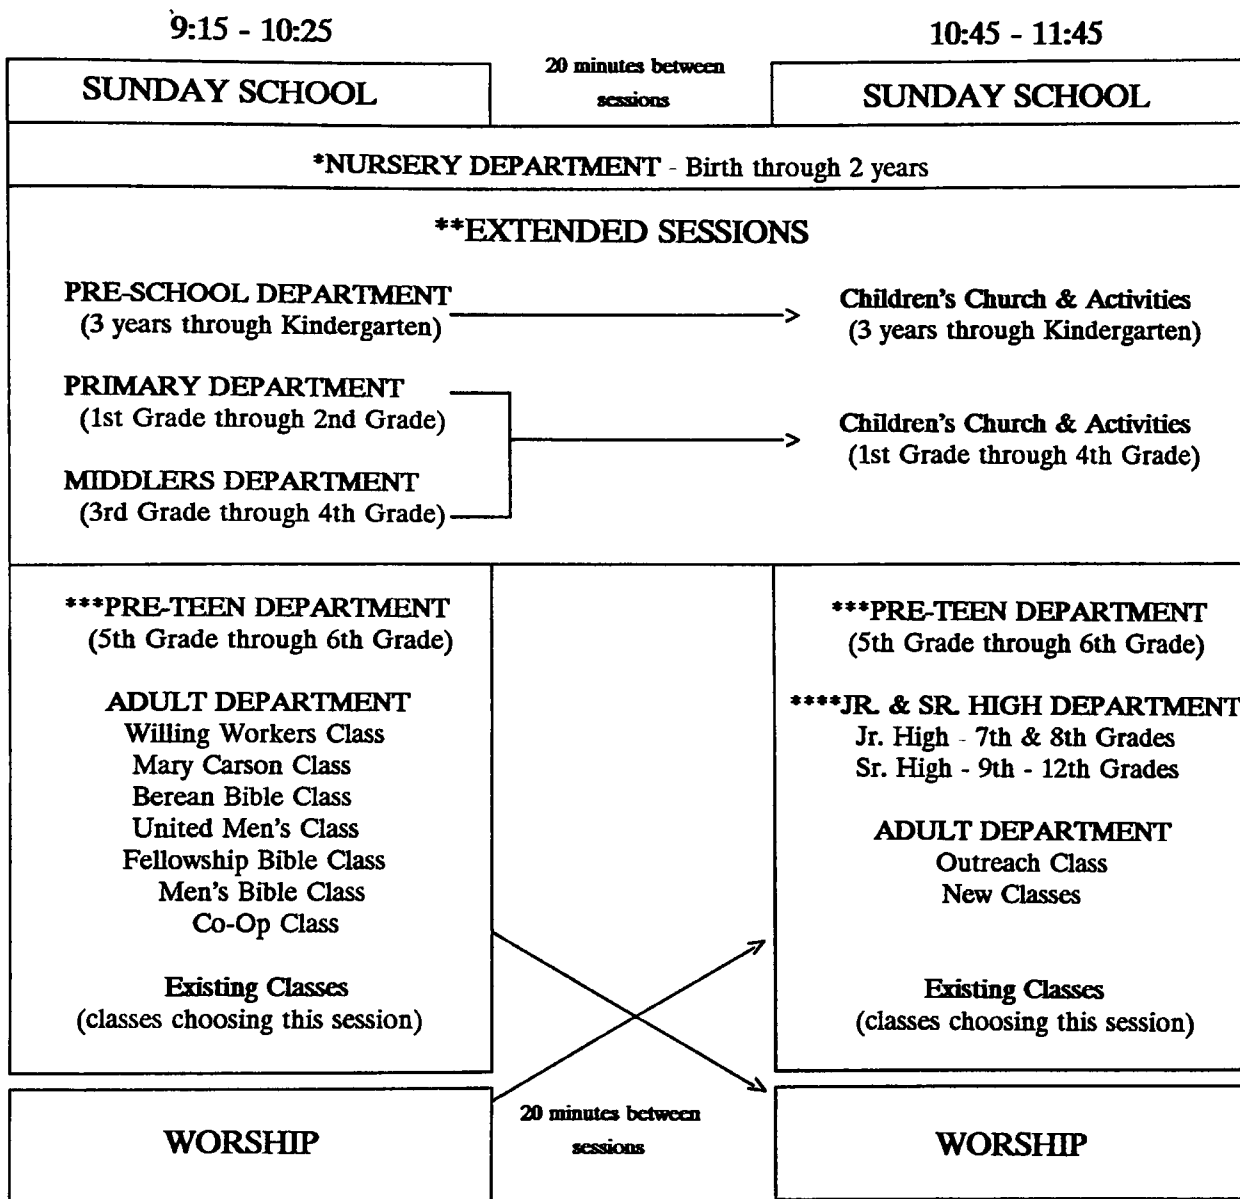 9:15 - 10:25
10:45 - 11:45
SUNDAY SCHOOL
20 minutes between
sessions
SUNDAY SCHOOL
*NURSERY DEPARTMENT - Birth through 2 years
**EXTENDED SESSIONS
PRE-SCHOOL DEPARTMENT
(3 years through Kindergarten)
Children's Church & Activities
(3 years through Kindergarten)
PRIMARY DEPARTMENT
(1st Grade through 2nd Grade)
MIDDLERS DEPARTMENT
(3rd Grade through 4th Grade)
Children's Church & Activities
(1st Grade through 4th Grade)
***PRE-TEEN DEPARTMENT
(5th Grade through 6th Grade)
ADULT DEPARTMENT
Willing Workers Class
Mary Carson Class
Berean Bible Class
United Men's Class
Fellowship Bible Class
Men's Bible Class
Co-Op Class
Existing Classes
(classes choosing this session)
***PRE-TEEN DEPARTMENT
(5th Grade through 6th Grade)
****JR. & SR. HIGH DEPARTMENT
Jr. High - 7th & 8th Grades
Sr. High - 9th - 12th Grades
ADULT DEPARTMENT
Outreach Class
New Classes
Existing Classes
(classes choosing this session)
WORSHIP
20 minutes between
sessions
WORSHIP